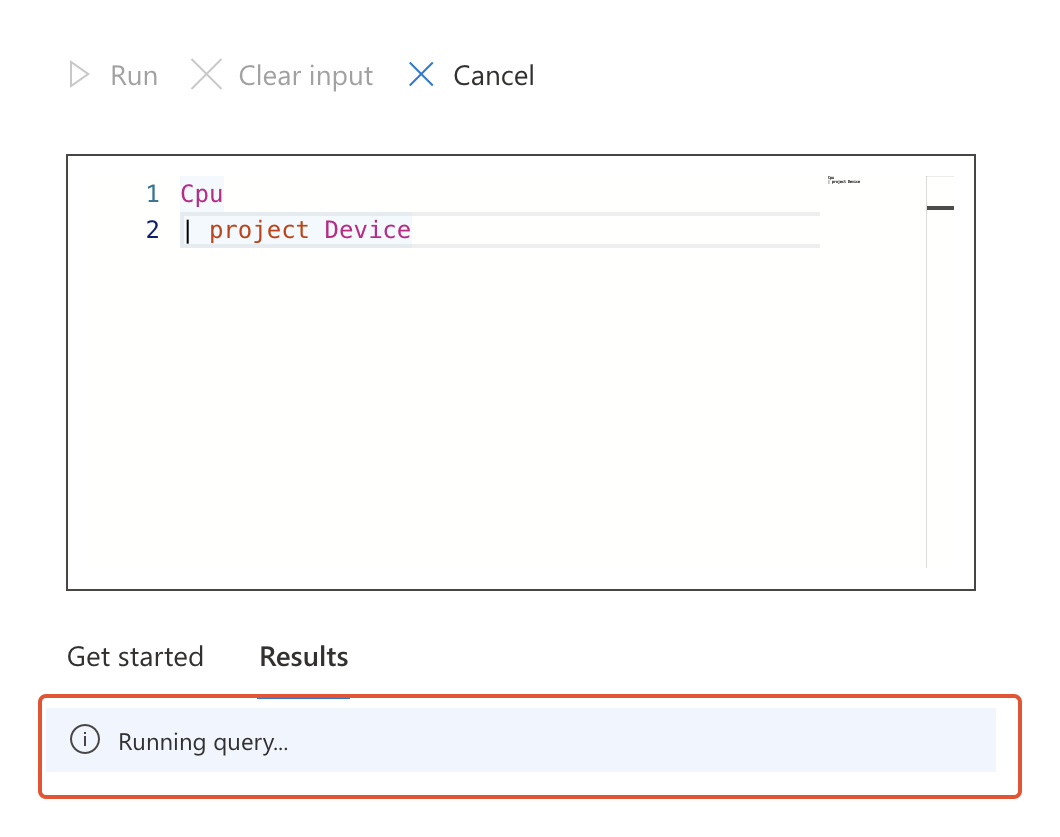 Run Clear input Cancel
1 Cpu
2 | project Device
Cpu
| project Device
Get started Results
Running query...